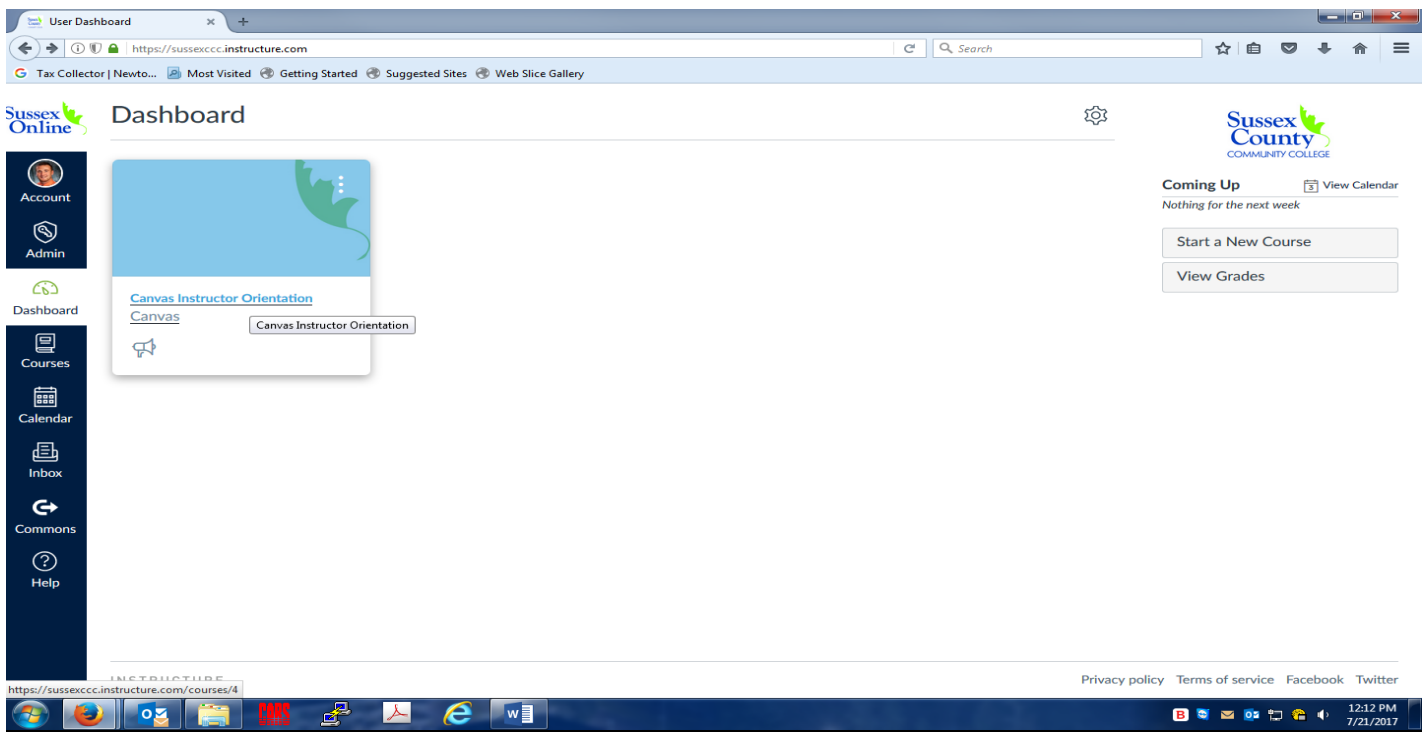 User Dashboard
https://sussexccc.instructure.com
Search
Tax Collector | Newto... Most Visited Getting Started Suggested Sites Web Slice Gallery
Sussex
Online
Dashboard
Sussex
County
COMMUNITY COLLEGE
Account
Coming Up 3 View Calendar
Nothing for the next week
Admin
Start a New Course
View Grades
Dashboard
Canvas Instructor Orientation
Canvas
Canvas Instructor Orientation
Courses
Calendar
Inbox
Commons
Help
INSTRUCTURE
Privacy policy Terms of service Facebook Twitter
https://sussexccc.instructure.com/courses/4
12:12 PM
7/21/2017